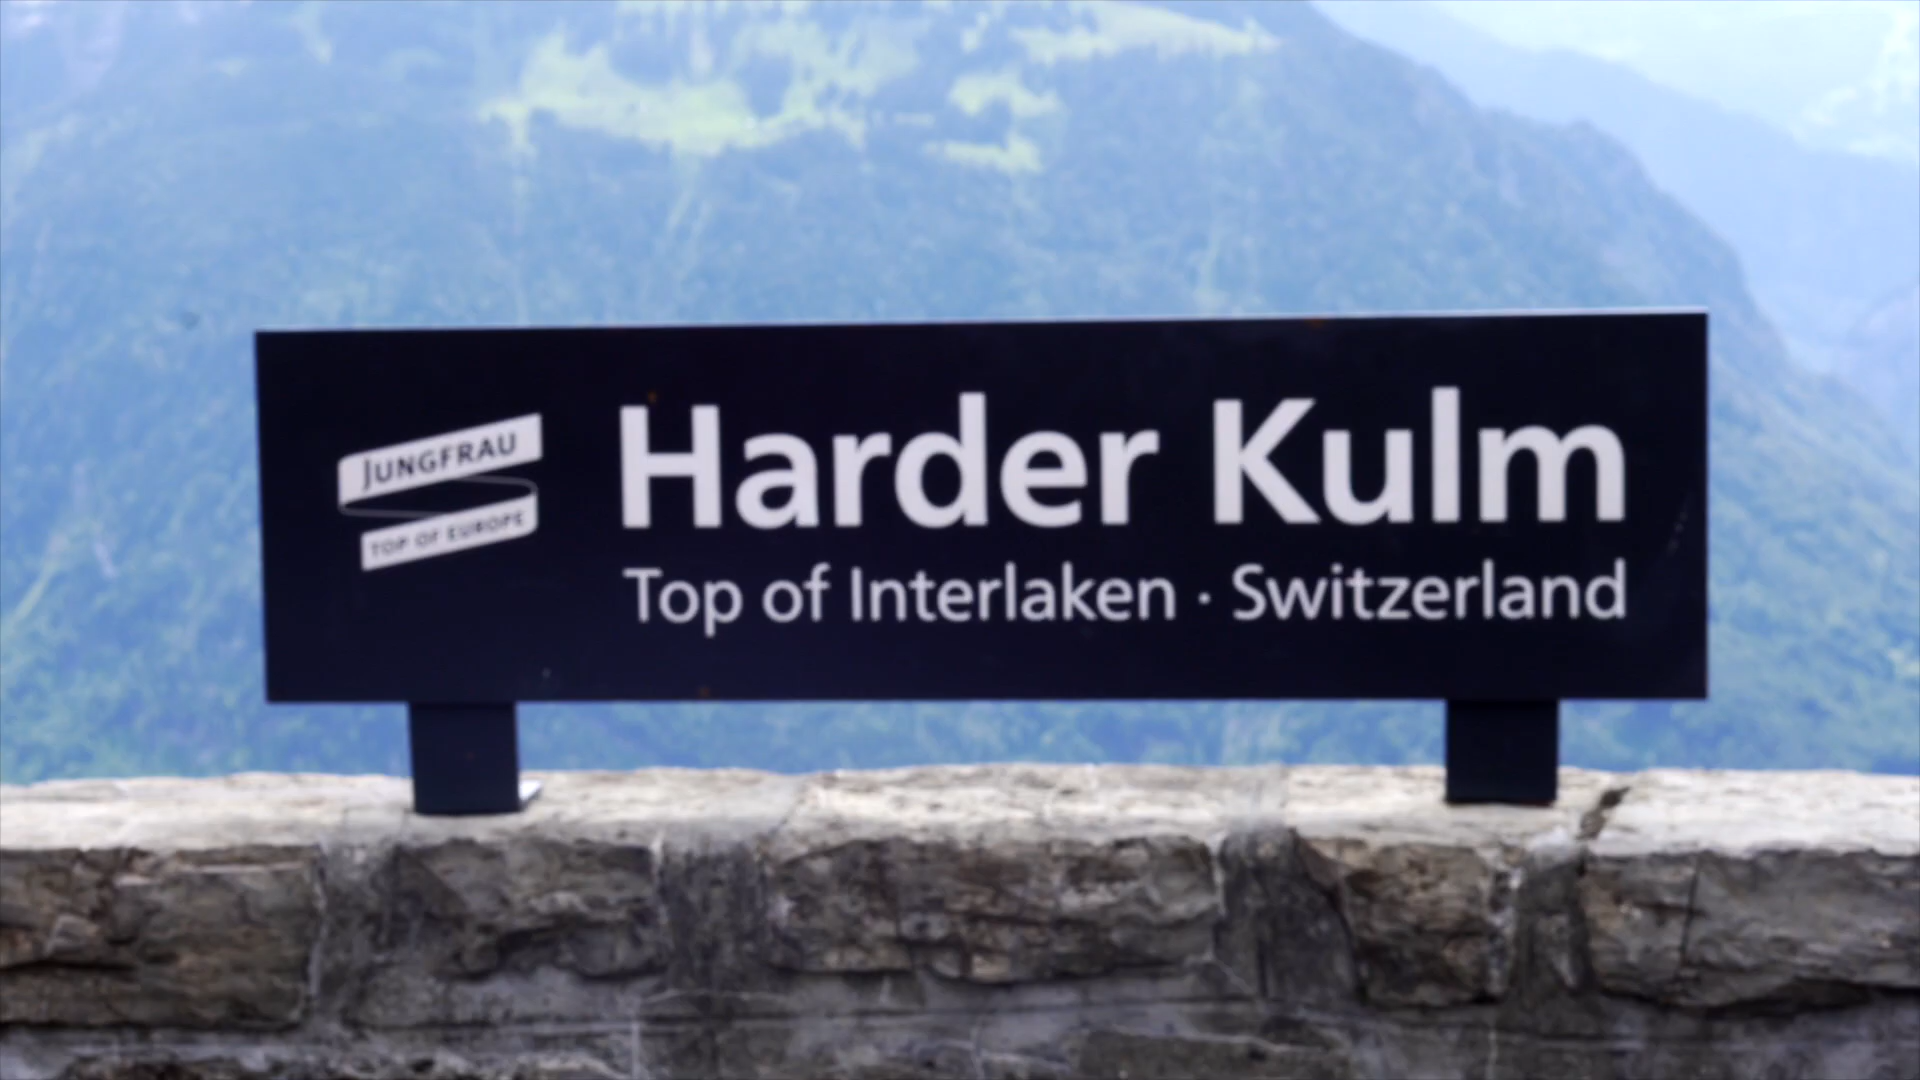 JUNGFRAU
TOP OF EUROPE
Harder Kulm
Top of Interlaken · Switzerland